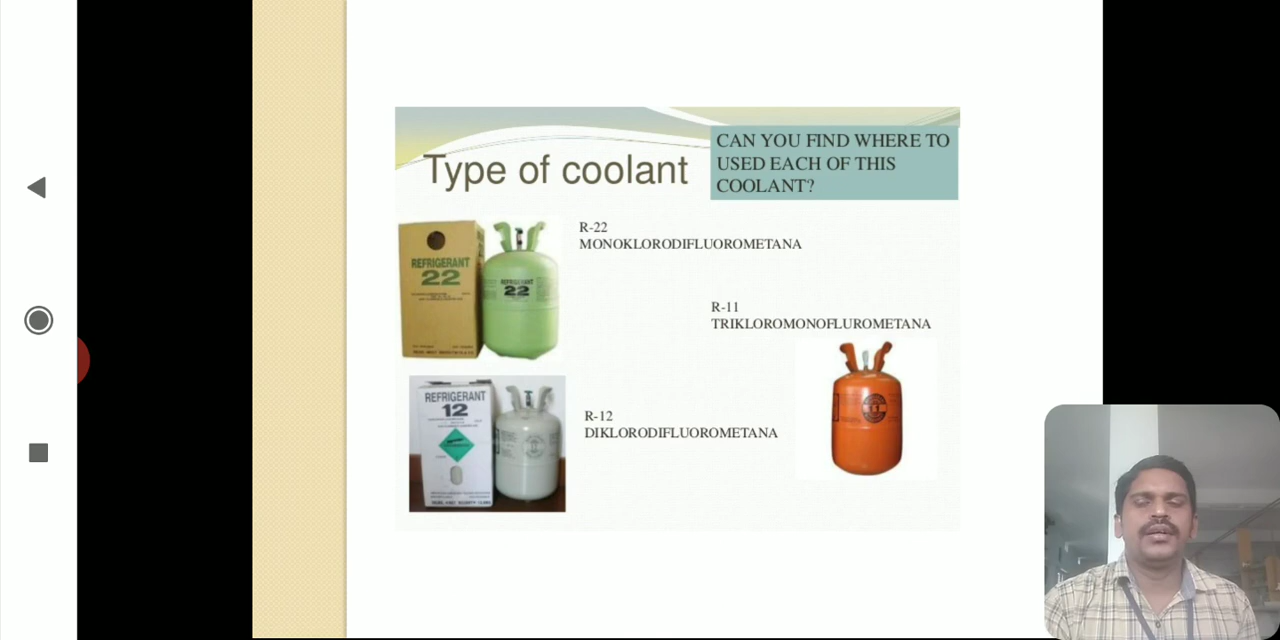 Type of coolant
CAN YOU FIND WHERE TO
USED EACH OF THIS
COOLANT?
R-22
MONOKLORODIFLUOROMETANA
REFRIGERANT
22
REFRIGERANT
22
R-11
TRIKLOROMONOFLUROMETANA
REFRIGERANT
12
R-12
DIKLORODIFLUOROMETANA